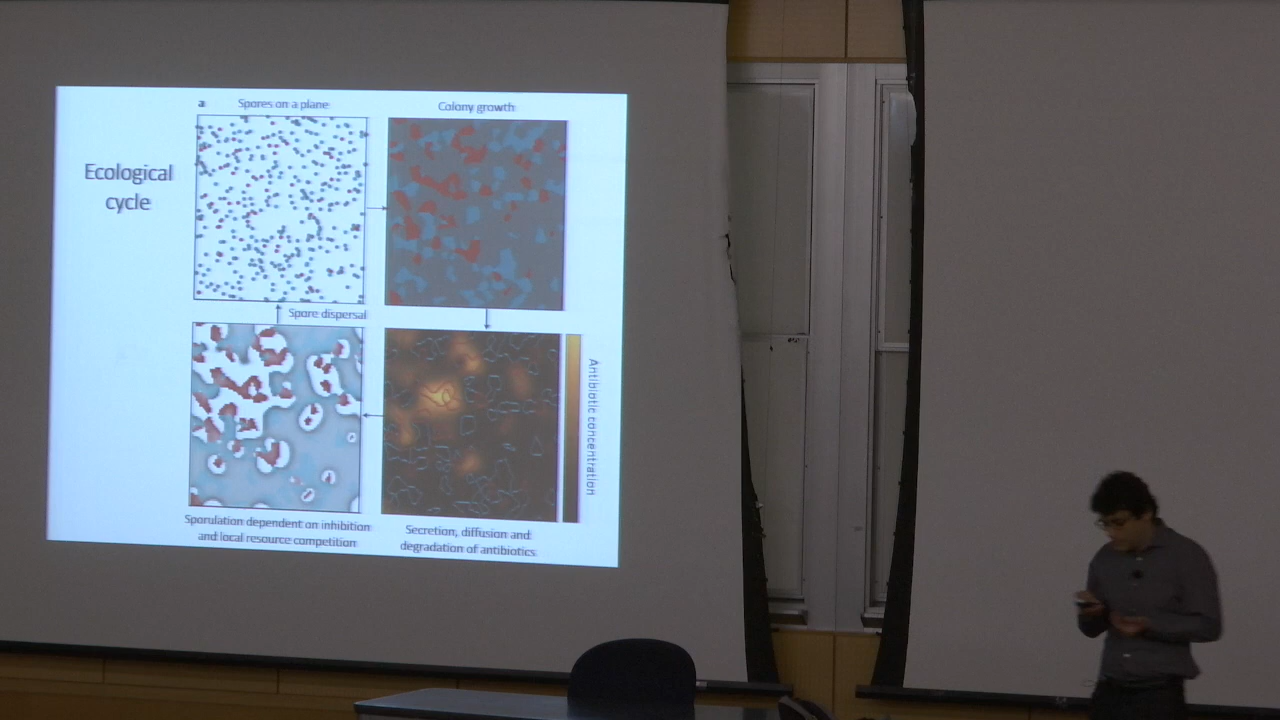 Ecological
cycle
a
Spores on a plane
Colony growth
Spore dispersal
Antibiotic concentration
Sporulation dependent on inhibition
and local resource competition
Secretion, diffusion and
degradation of antibiotics